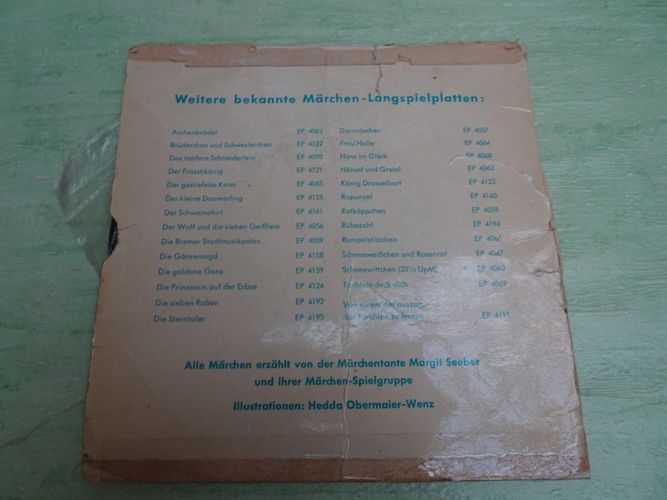 Weitere bekannte Märchen-Langspielplatten:
Aschenbrödel EP 4062
Brüderchen und Schwesterchen EP 4122
Das tapfere Schneiderlein EP 4070
Der Froschkönig EP 4121
Der gestiefelte Kater EP 4065
Der kleine Däumerling EP 4125
Der Schweinehirt EP 4161
Der Wolf und die sieben Geißlein EP 4056
Die Bremer Stadtmusikanten EP 4059
Die Gänsemagd EP 4158
Die goldene Gans EP 4159
Die Prinzessin auf der Erbse EP 4124
Die sieben Raben EP 4192
Die Sterntaler EP 4193
Dornröschen EP 4057
Frau Holle EP 4064
Hans im Glück EP 4068
Hänsel und Gretel EP 4063
König Drosselbart EP 4123
Rapunzel EP 4160
Rotkäppchen EP 4058
Rübezahl EP 4194
Rumpelstilzchen EP 4066
Schneeweißchen und Rosenrot EP 4067
Schneewittchen (33¹/₃ UpM) EP 4060
Tischlein deck dich EP 4069
Von einem der auszog,
das Fürchten zu lernen EP 4191
Alle Märchen erzählt von der Märchentante Margit Seeber
und ihrer Märchen-Spielgruppe
Illustrationen: Hedda Obermaier-Wenz